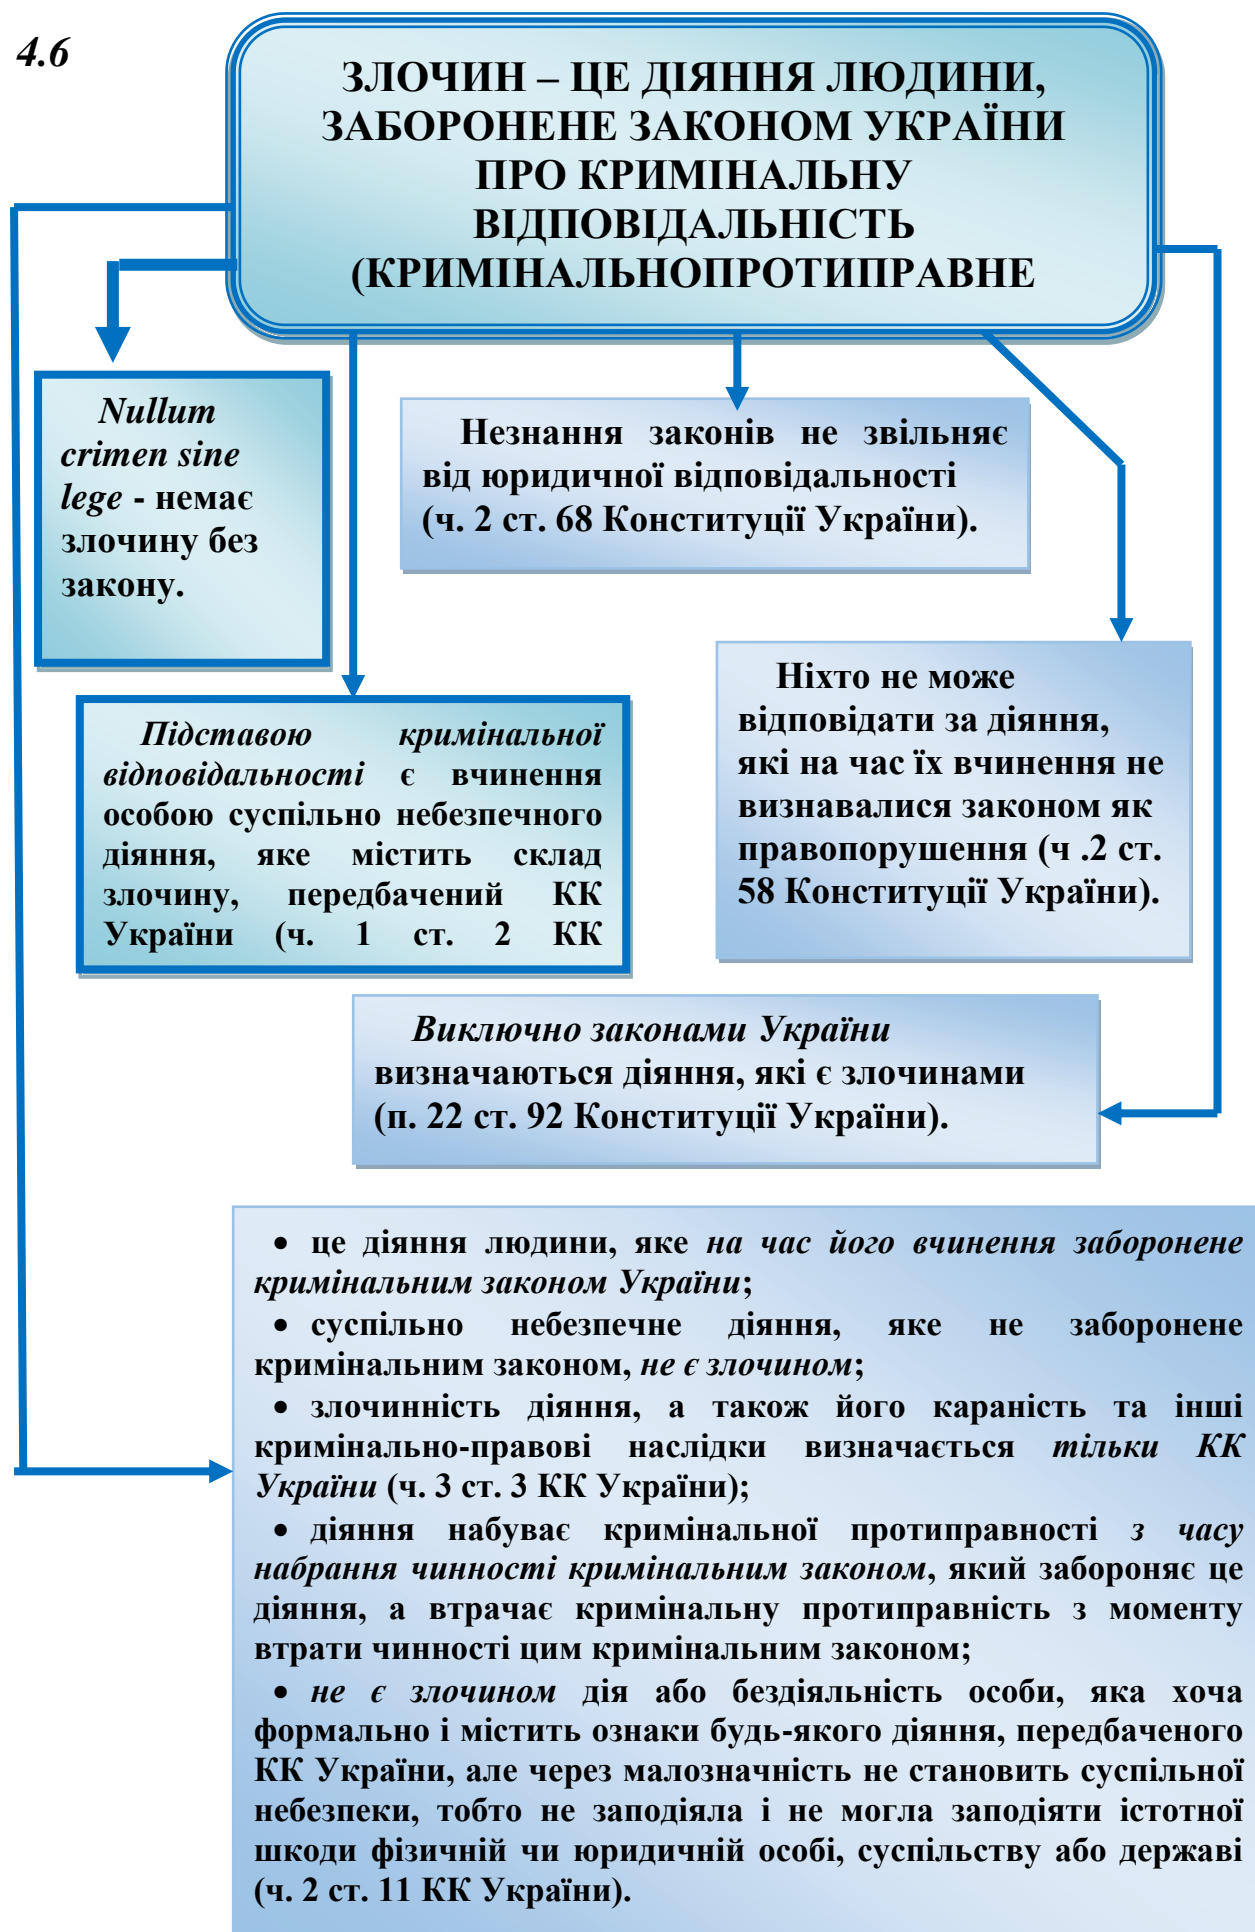 4.6
ЗЛОЧИН – ЦЕ ДІЯННЯ ЛЮДИНИ,
ЗАБОРОНЕНЕ ЗАКОНОМ УКРАЇНИ
ПРО КРИМІНАЛЬНУ
ВІДПОВІДАЛЬНІСТЬ
(КРИМІНАЛЬНОПРОТИПРАВНЕ
Nullum
crimen sine
lege - немає
злочину без
закону.
Незнання законів не звільняє
від юридичної відповідальності
(ч. 2 ст. 68 Конституції України).
Підставою кримінальної
відповідальності є вчинення
особою суспільно небезпечного
діяння, яке містить склад
злочину, передбачений КК
України (ч. 1 ст. 2 КК
Ніхто не може
відповідати за діяння,
які на час їх вчинення не
визнавалися законом як
правопорушення (ч .2 ст.
58 Конституції України).
Виключно законами України
визначаються діяння, які є злочинами
(п. 22 ст. 92 Конституції України).
• це діяння людини, яке на час його вчинення заборонене
кримінальним законом України;
• суспільно небезпечне діяння, яке не заборонене
кримінальним законом, не є злочином;
• злочинність діяння, а також його караність та інші
кримінально-правові наслідки визначається тільки КК
України (ч. 3 ст. 3 КК України);
• діяння набуває кримінальної протиправності з часу
набрання чинності кримінальним законом, який забороняє це
діяння, а втрачає кримінальну протиправність з моменту
втрати чинності цим кримінальним законом;
• не є злочином дія або бездіяльність особи, яка хоча
формально і містить ознаки будь-якого діяння, передбаченого
КК України, але через малозначність не становить суспільної
небезпеки, тобто не заподіяла і не могла заподіяти істотної
шкоди фізичній чи юридичній особі, суспільству або державі
(ч. 2 ст. 11 КК України).